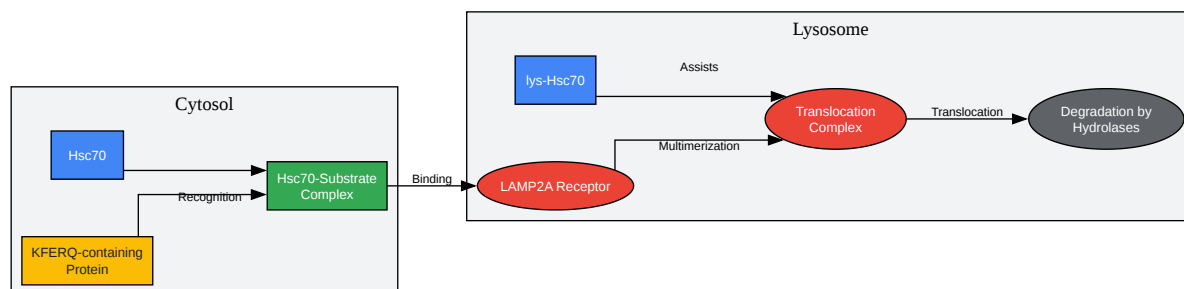 Lysosome
lys-Hsc70
Assists
Translocation
Complex
Translocation
Degradation by
Hydrolases
Multimerization
LAMP2A Receptor
Cytosol
Hsc70
Hsc70-Substrate
Complex
Binding
Recognition
KFERQ-containing
Protein